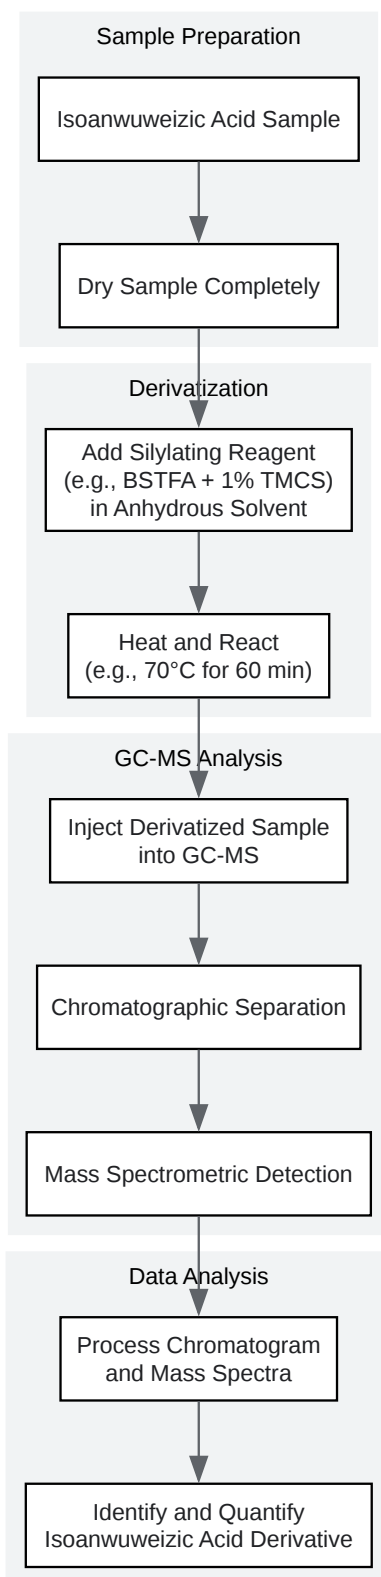 Sample Preparation
Isoanwuweizic Acid Sample
Dry Sample Completely
Derivatization
Add Silylating Reagent
(e.g., BSTFA + 1% TMCS)
in Anhydrous Solvent
Heat and React
(e.g., 70°C for 60 min)
GC-MS Analysis
Inject Derivatized Sample
into GC-MS
Chromatographic Separation
Mass Spectrometric Detection
Data Analysis
Process Chromatogram
and Mass Spectra
Identify and Quantify
Isoanwuweizic Acid Derivative